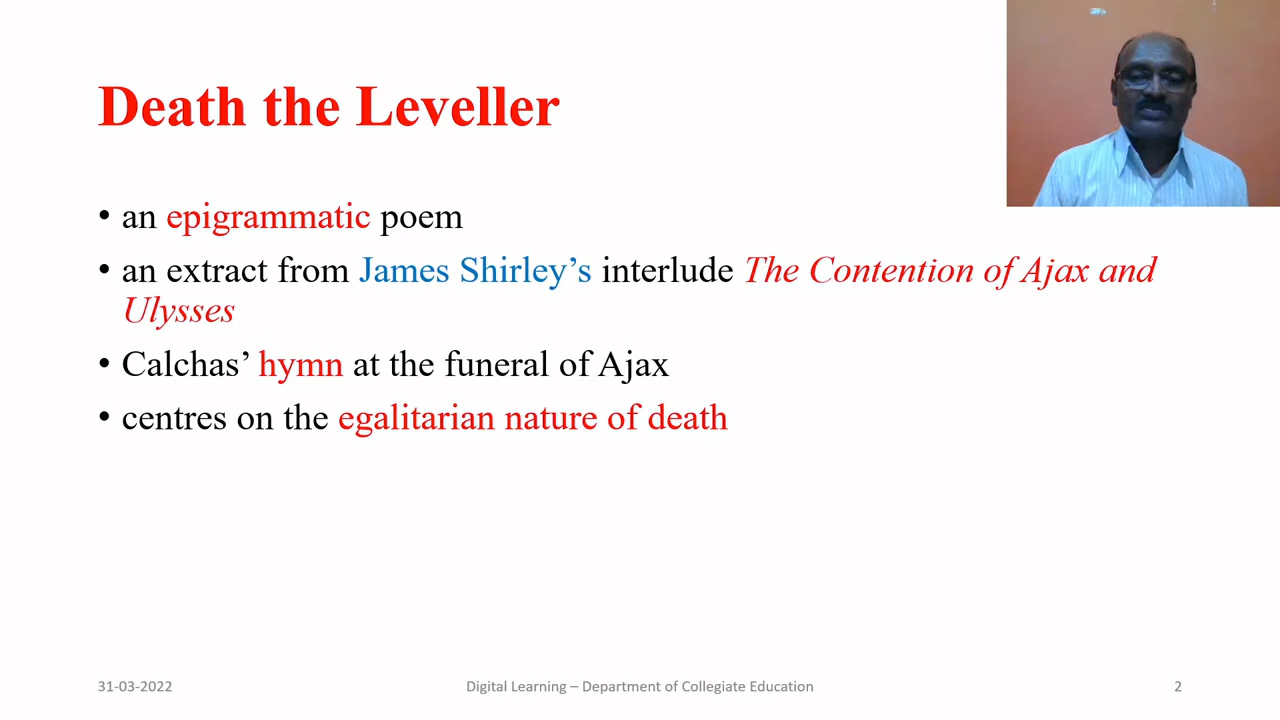 Death the Leveller
• an epigrammatic poem
• an extract from James Shirley’s interlude The Contention of Ajax and
Ulysses
• Calchas’ hymn at the funeral of Ajax
• centres on the egalitarian nature of death
31-03-2022
Digital Learning – Department of Collegiate Education
2